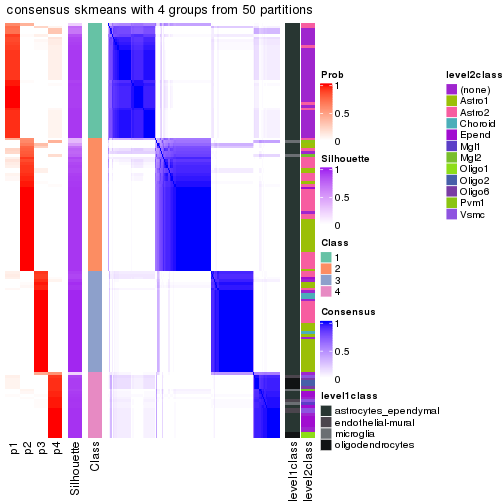 consensus skmeans with 4 groups from 50 partitions
Prob
1
0.5
0
Silhouette
1
0.5
0
Class
1
2
3
4
Consensus
1
0.5
0
level1class
astrocytes_ependymal
endothelial-mural
microglia
oligodendrocytes
level2class
(none)
Astro1
Astro2
Choroid
Epend
Mgl1
Mgl2
Oligo1
Oligo2
Oligo6
Pvm1
Vsmc
p1
p2
p3
p4
Silhouette
Class
level1class
level2class